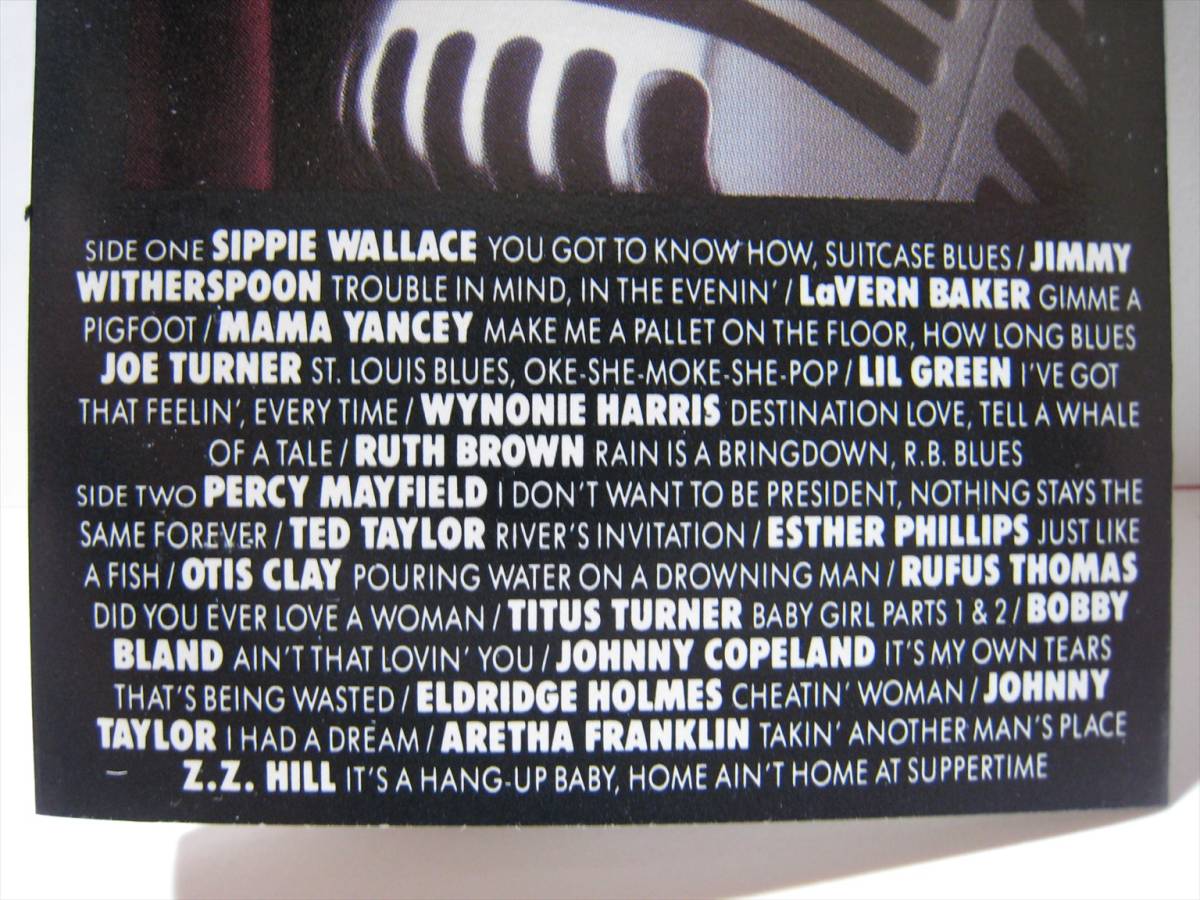 SIDE ONE SIPPIE WALLACE YOU GOT TO KNOW HOW, SUITCASE BLUES / JIMMY
WITHERSPOON TROUBLE IN MIND, IN THE EVENIN' / LaVERN BAKER GIMME A
PIGFOOT / MAMA YANCEY MAKE ME A PALLET ON THE FLOOR, HOW LONG BLUES
JOE TURNER ST. LOUIS BLUES, OKE-SHE-MOKE-SHE-POP / LIL GREEN I'VE GOT
THAT FEELIN', EVERY TIME / WYNONIE HARRIS DESTINATION LOVE, TELL A WHALE
OF A TALE / RUTH BROWN RAIN IS A BRINGDOWN, R.B. BLUES
SIDE TWO PERCY MAYFIELD I DON'T WANT TO BE PRESIDENT, NOTHING STAYS THE
SAME FOREVER / TED TAYLOR RIVER'S INVITATION / ESTHER PHILLIPS JUST LIKE
A FISH / OTIS CLAY POURING WATER ON A DROWNING MAN / RUFUS THOMAS
DID YOU EVER LOVE A WOMAN / TITUS TURNER BABY GIRL PARTS 1 & 2 / BOBBY
BLAND AIN'T THAT LOVIN' YOU / JOHNNY COPELAND IT'S MY OWN TEARS
THAT'S BEING WASTED / ELDRIDGE HOLMES CHEATIN' WOMAN / JOHNNY
TAYLOR I HAD A DREAM / ARETHA FRANKLIN TAKIN' ANOTHER MAN'S PLACE
Z.Z. HILL IT'S A HANG-UP BABY, HOME AIN'T HOME AT SUPPERTIME